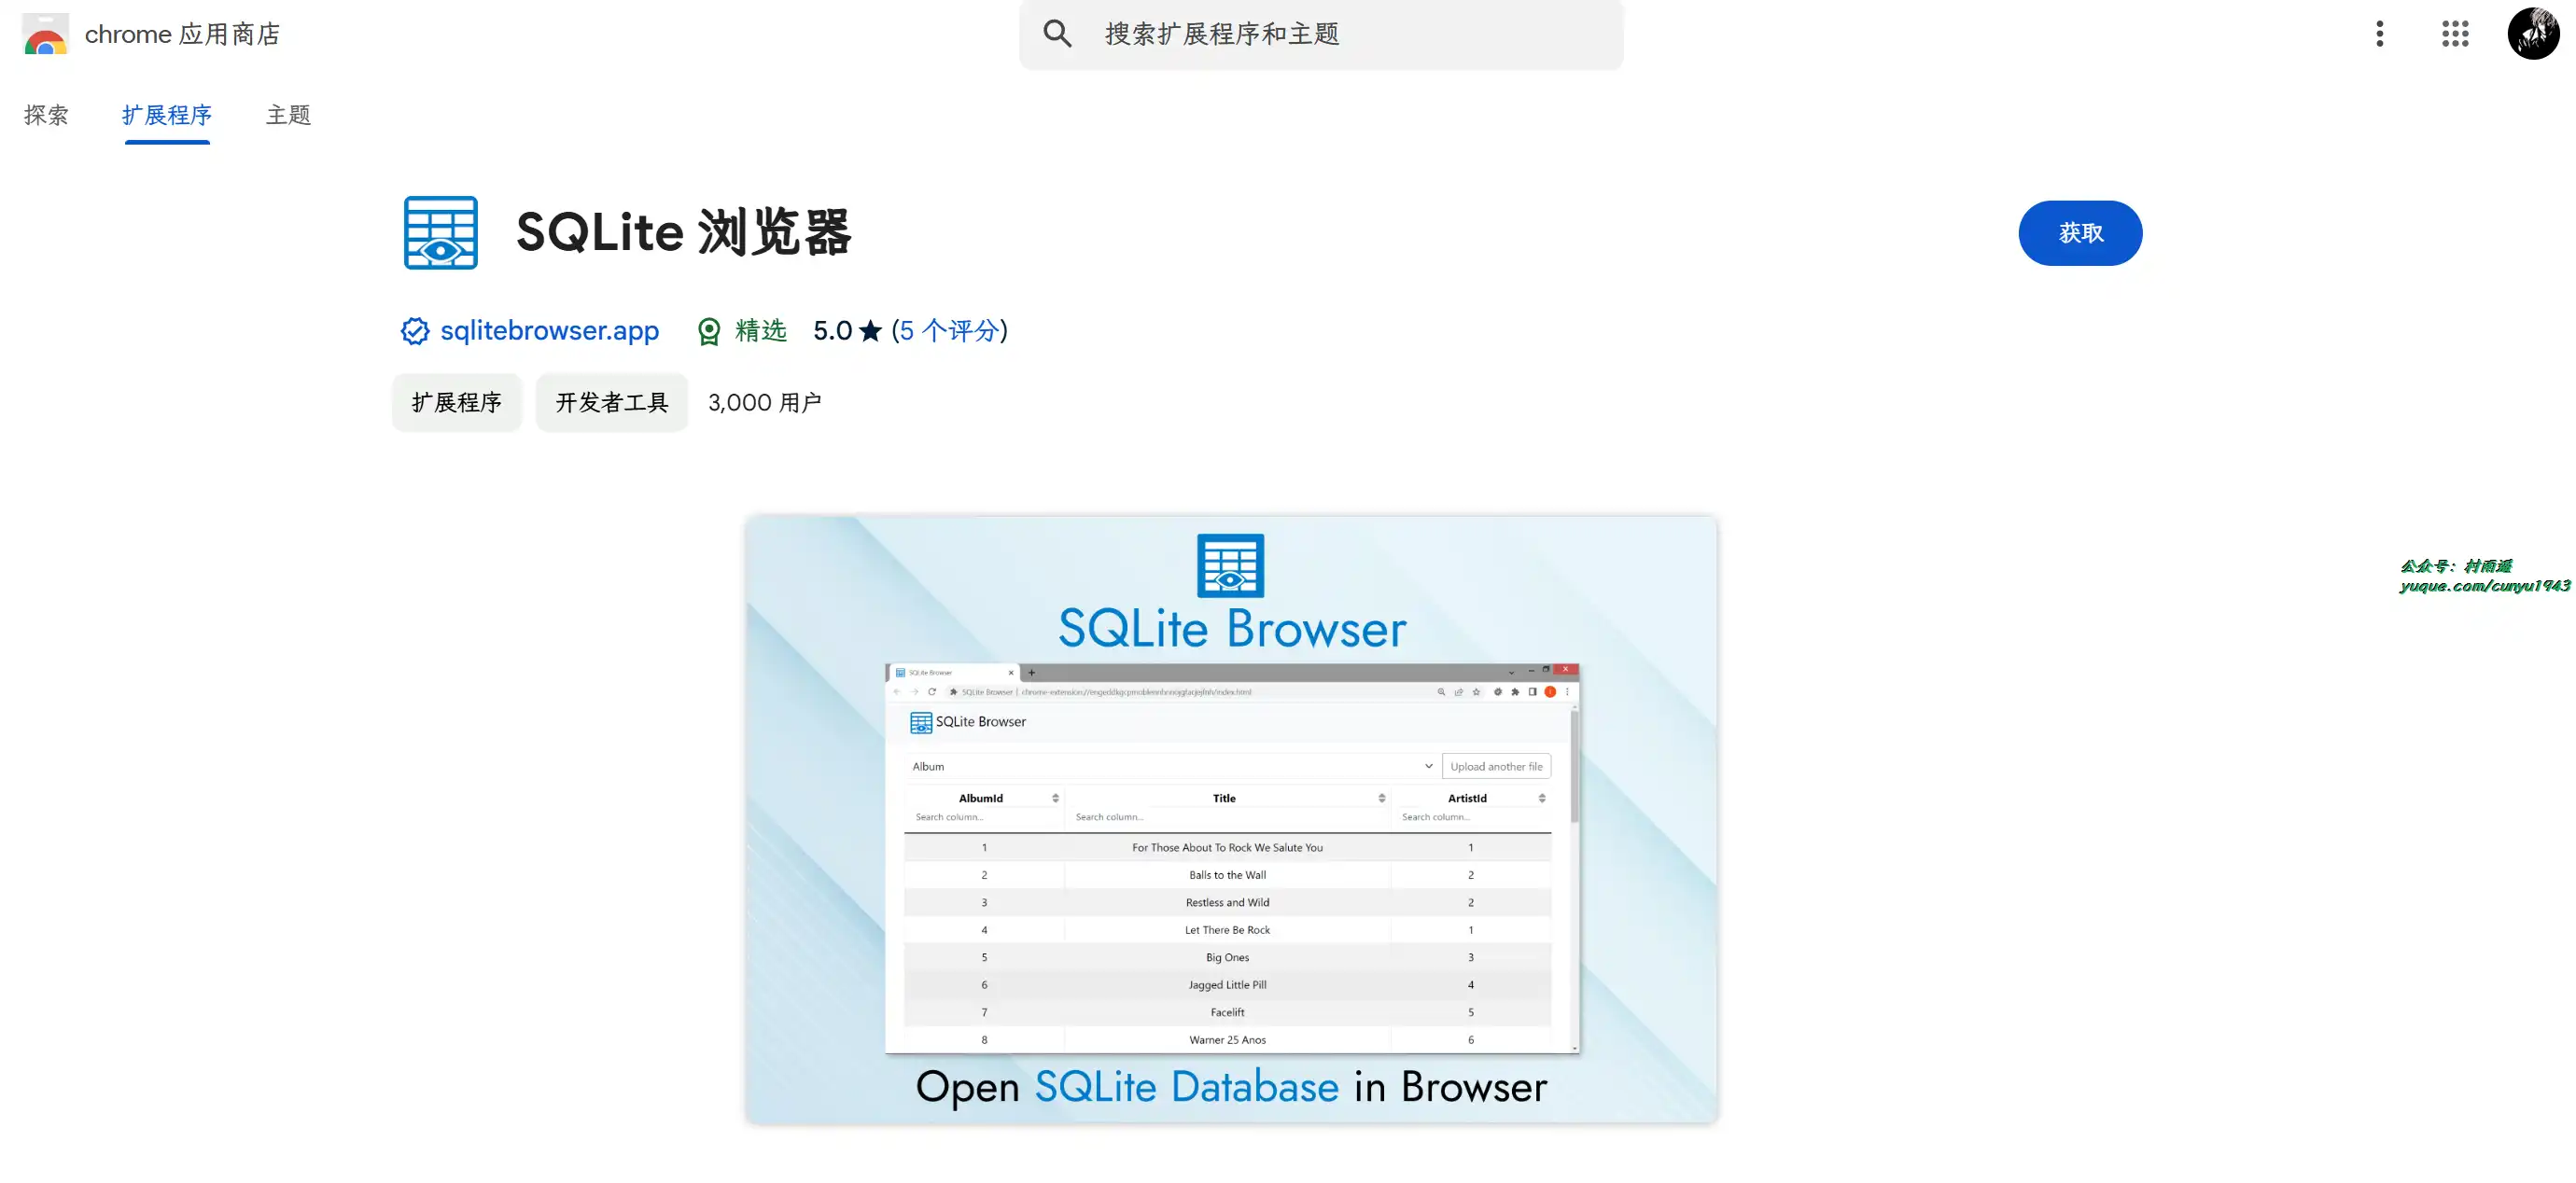 chrome 应用商店
搜索扩展程序和主题
探索 扩展程序 主题
SQLite 浏览器
获取
sqlitebrowser.app 精选 5.0 ★ (5 个评分)
扩展程序 开发者工具 3,000 用户
SQLite Browser
SQLite Browser
SQLite Browser
SQLite Browser
Album Upload another file
AlbumId Title ArtistId
Search column... Search column... Search column...
1 For Those About To Rock We Salute You 1
2 Balls to the Wall 2
3 Restless and Wild 2
4 Let There Be Rock 1
5 Big Ones 3
6 Jagged Little Pill 4
7 Facelift 5
8 Warner 25 Anos 6
Open SQLite Database in Browser
公众号：村雨遥
yuque.com/cunyu1943